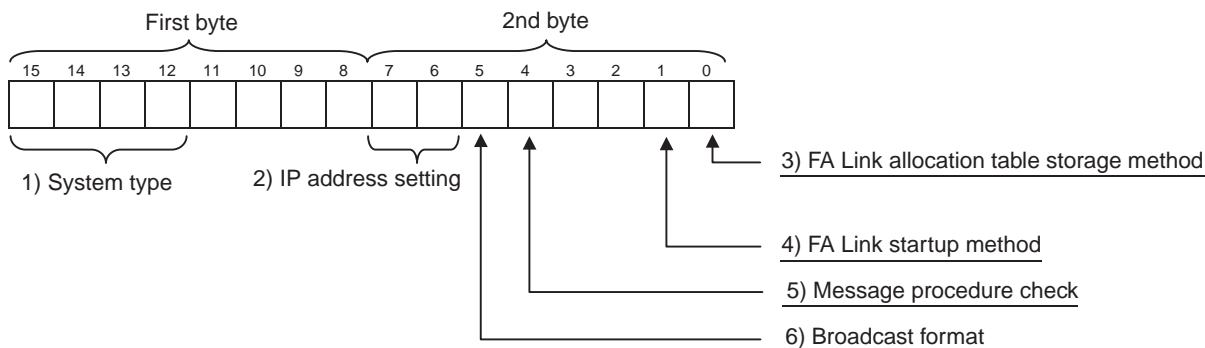 First byte 2nd byte
15 14 13 12 11 10 9 8 7 6 5 4 3 2 1 0
1) System type 2) IP address setting
3) FA Link allocation table storage method
4) FA Link startup method
5) Message procedure check
6) Broadcast format